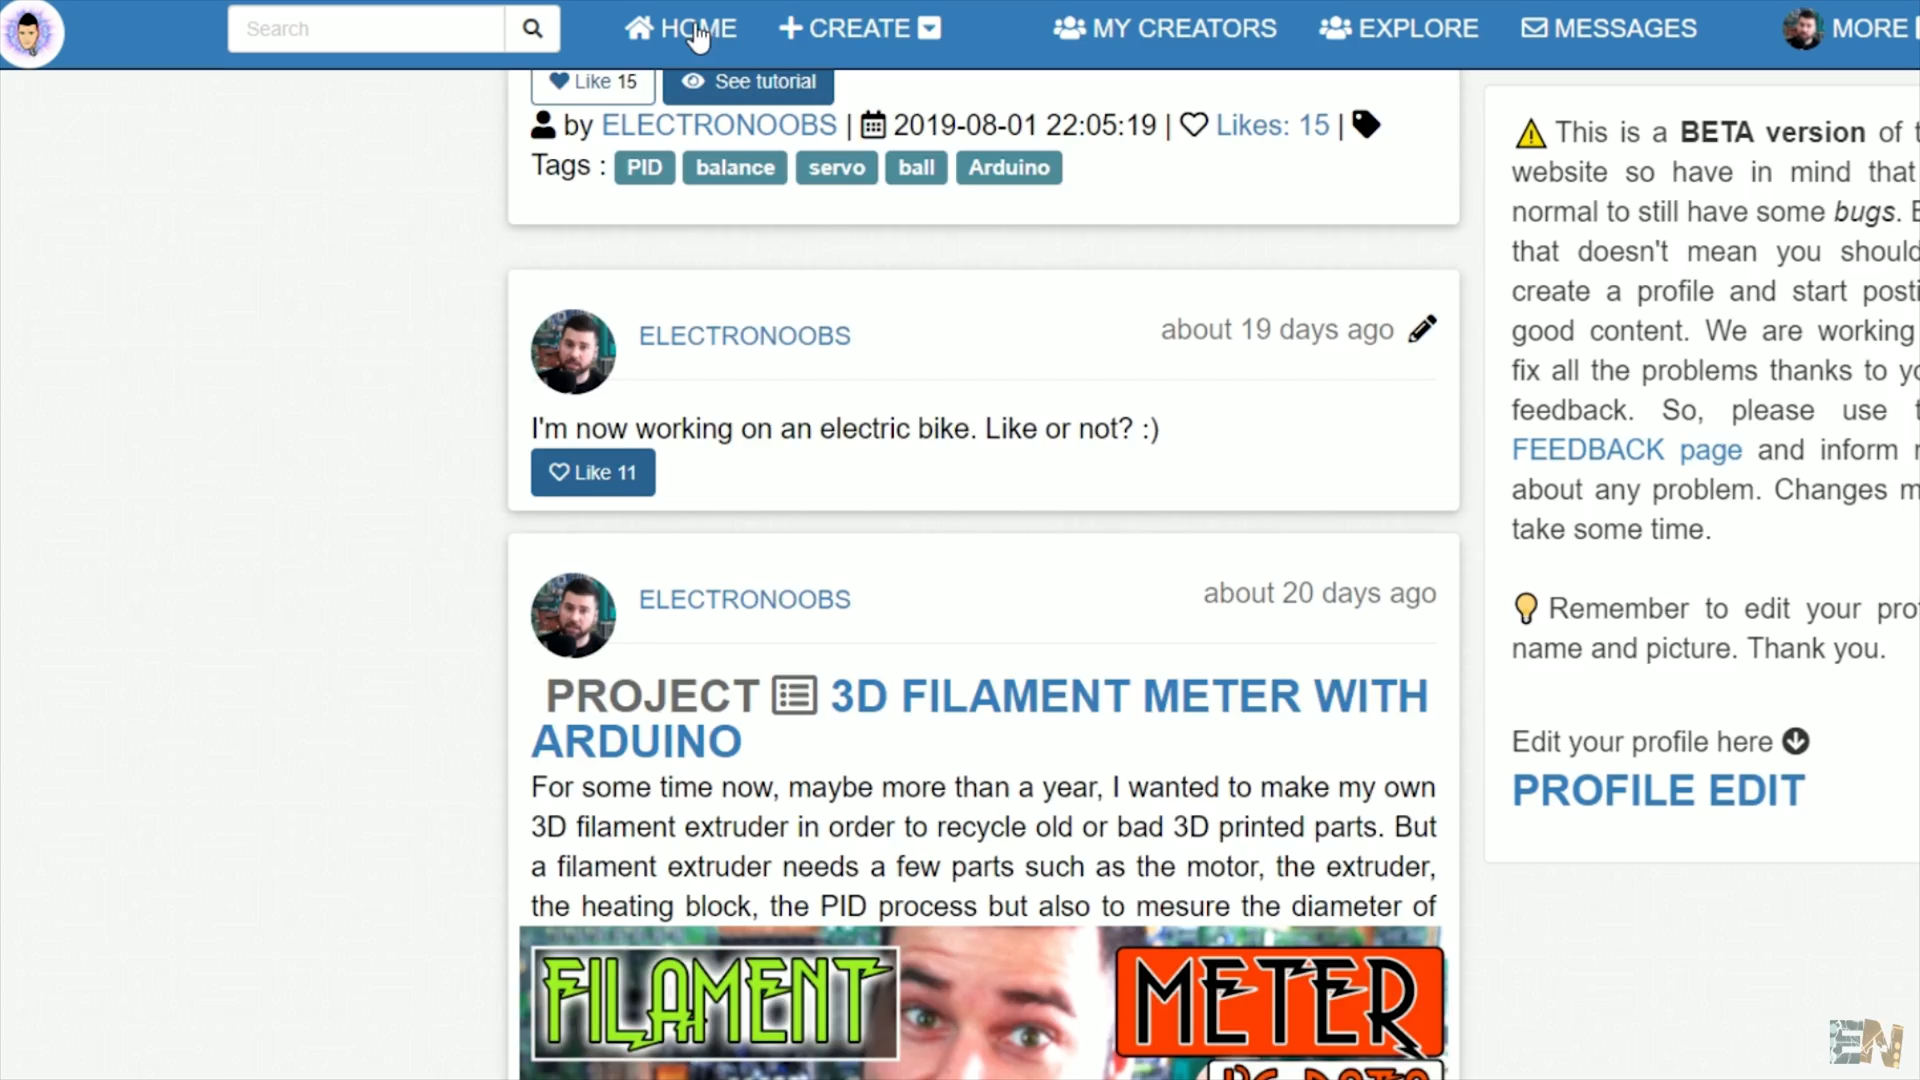 Search HOME CREATE MY CREATORS EXPLORE MESSAGES MORE
Like 15 See tutorial
by ELECTRONOOBS | 2019-08-01 22:05:19 | Likes: 15 |
Tags : PID balance servo ball Arduino
ELECTRONOOBS about 19 days ago
I'm now working on an electric bike. Like or not? :)
Like 11
ELECTRONOOBS about 20 days ago
PROJECT 3D FILAMENT METER WITH
ARDUINO
For some time now, maybe more than a year, I wanted to make my own
3D filament extruder in order to recycle old or bad 3D printed parts. But
a filament extruder needs a few parts such as the motor, the extruder,
the heating block, the PID process but also to mesure the diameter of
FILAMENT METER
This is a BETA version of
website so have in mind that
normal to still have some bugs.
that doesn't mean you should
create a profile and start
good content. We are working
fix all the problems thanks to
feedback. So, please use
FEEDBACK page and inform
about any problem. Changes
take some time.
Remember to edit your
name and picture. Thank you.
Edit your profile here
PROFILE EDIT
EN